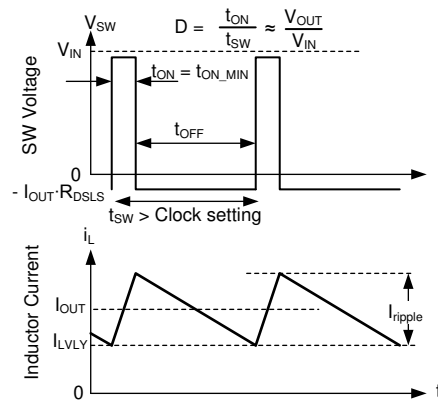 V_SW
D = t_ON / t_SW ≈ V_OUT / V_IN
V_IN
t_ON = t_ON_MIN
SW Voltage
t_OFF
0
- I_OUT·R_DSLS
t_SW > Clock setting
i_L
Inductor Current
I_OUT
I_ripple
I_LVLY
0
t